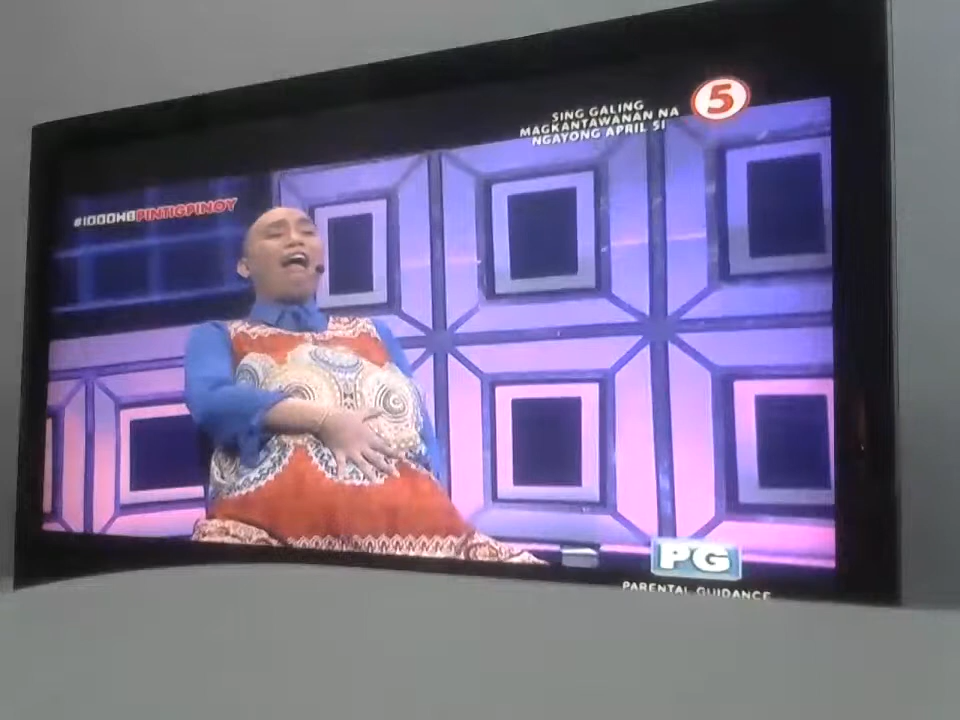 5
SING GALING
MAGKANTAWANAN NA
NGAYONG APRIL 5!
#1000HBPINTIGPINOY
PG
PARENTAL GUIDANCE